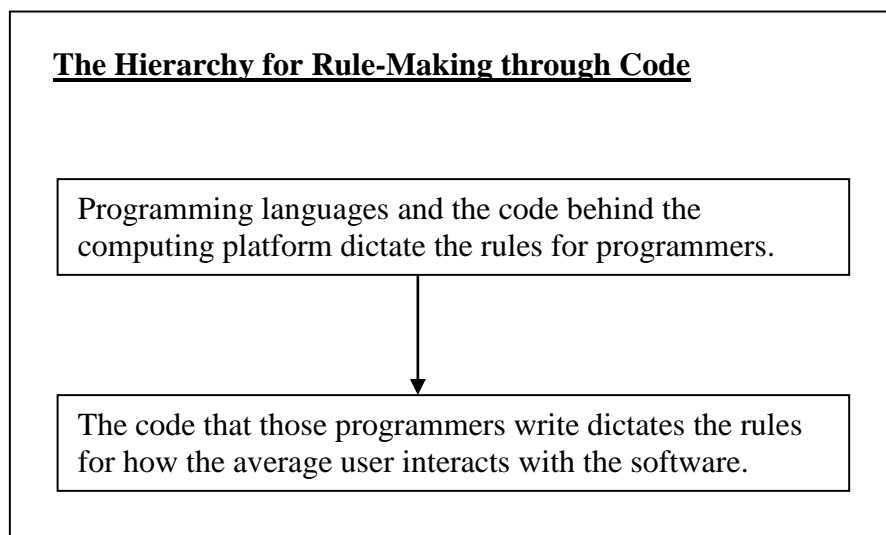 The Hierarchy for Rule-Making through Code
Programming languages and the code behind the
computing platform dictate the rules for programmers.
The code that those programmers write dictates the rules
for how the average user interacts with the software.